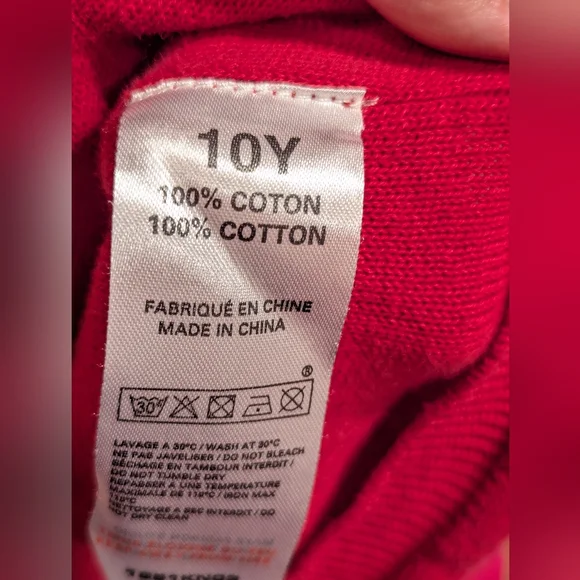 10Y
100% COTON
100% COTTON
FABRIQUÉ EN CHINE
MADE IN CHINA
®
30°
LAVAGE A 30°C / WASH AT 30°C
NE PAS JAVELISER / DO NOT BLEACH
SÉCHAGE EN TAMBOUR INTERDIT /
DO NOT TUMBLE DRY
REPASSER A UNE TEMPERATURE
MAXIMALE DE 110°C / IRON MAX
110°C
NETTOYAGE A SEC INTERDIT / DO
NOT DRY CLEAN